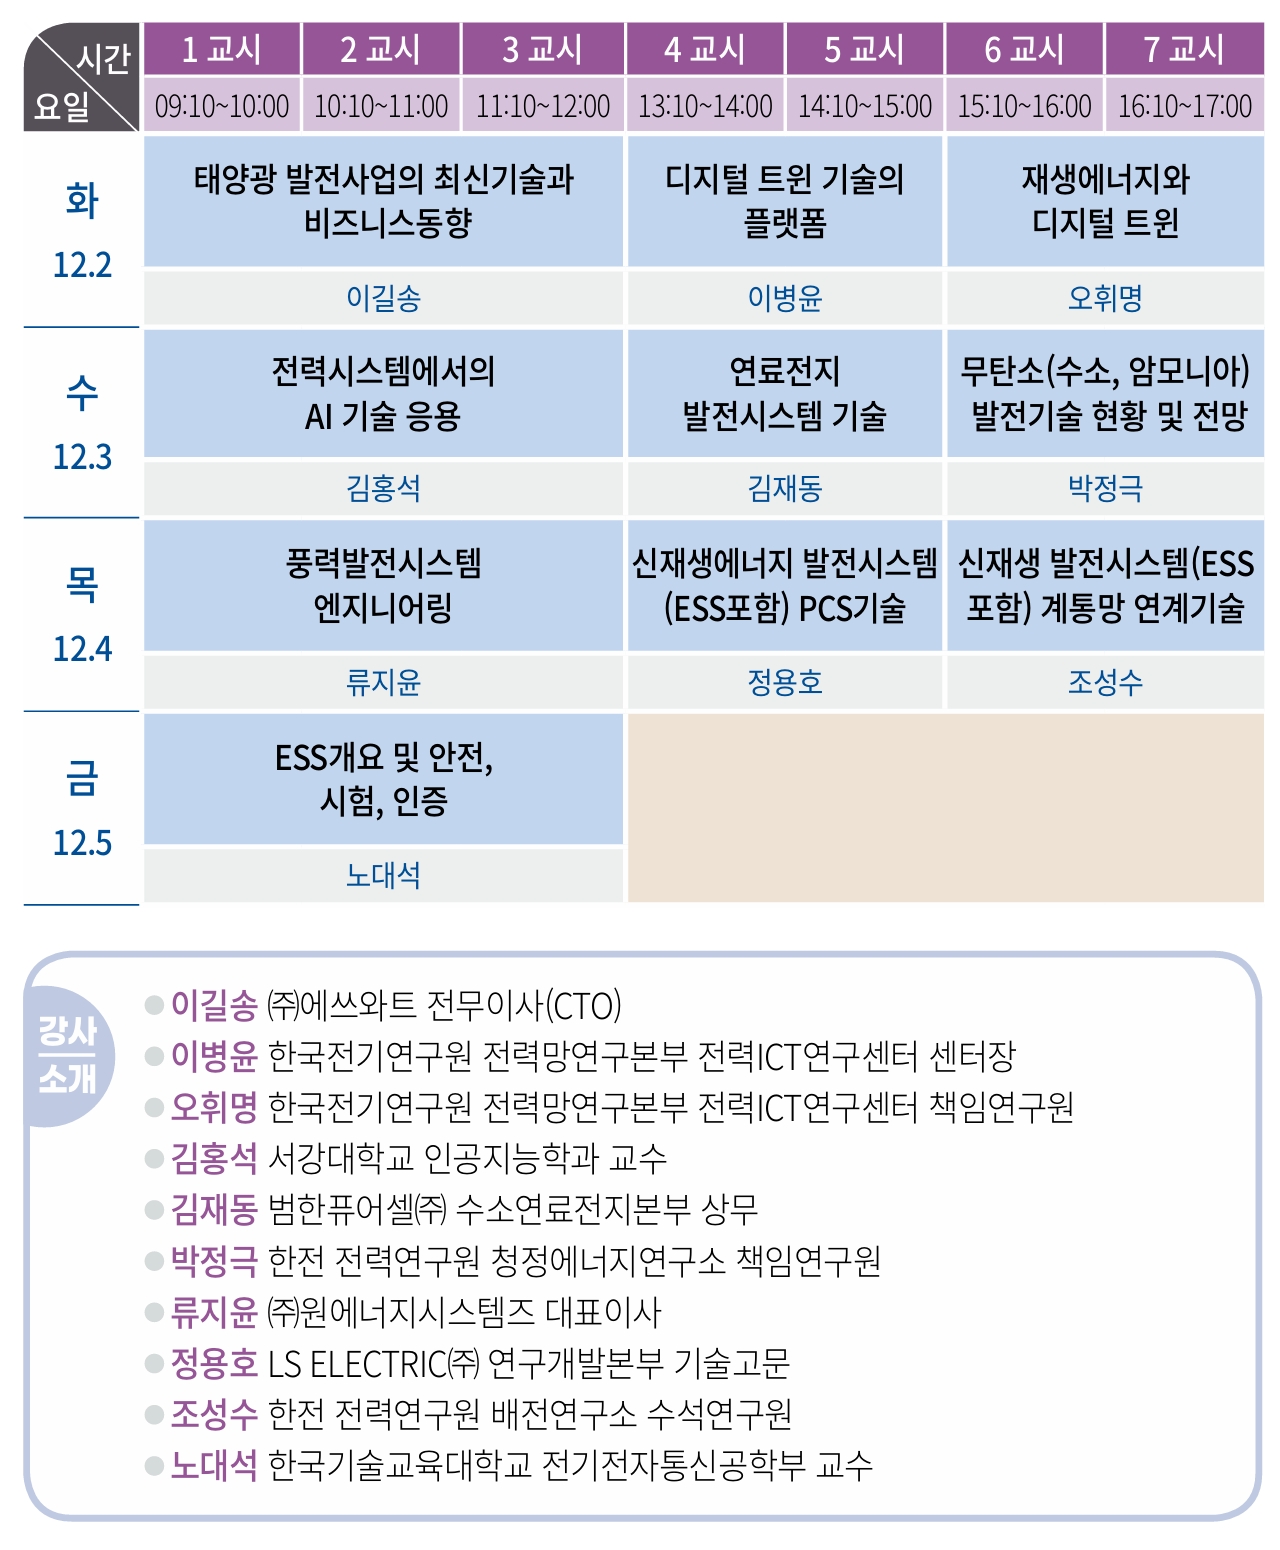 시간
요일
1 교시 2 교시 3 교시 4 교시 5 교시 6 교시 7 교시
09:10~10:00 10:10~11:00 11:10~12:00 13:10~14:00 14:10~15:00 15:10~16:00 16:10~17:00
화
12.2
태양광 발전사업의 최신기술과
비즈니스동향
이길송
디지털 트윈 기술의
플랫폼
이병윤
재생에너지와
디지털 트윈
오휘명
수
12.3
전력시스템에서의
AI 기술 응용
김홍석
연료전지
발전시스템 기술
김재동
무탄소(수소, 암모니아)
발전기술 현황 및 전망
박정극
목
12.4
풍력발전시스템
엔지니어링
류지윤
신재생에너지 발전시스템
(ESS포함) PCS기술
정용호
신재생 발전시스템(ESS
포함) 계통망 연계기술
조성수
금
12.5
ESS개요 및 안전,
시험, 인증
노대석
강사
소개
이길송 ㈜에쓰와트 전무이사(CTO)
이병윤 한국전기연구원 전력망연구본부 전력ICT연구센터 센터장
오휘명 한국전기연구원 전력망연구본부 전력ICT연구센터 책임연구원
김홍석 서강대학교 인공지능학과 교수
김재동 범한퓨어셀㈜ 수소연료전지본부 상무
박정극 한전 전력연구원 청정에너지연구소 책임연구원
류지윤 ㈜윈에너지시스템즈 대표이사
정용호 LS ELECTRIC㈜ 연구개발본부 기술고문
조성수 한전 전력연구원 배전연구소 수석연구원
노대석 한국기술교육대학교 전기전자통신공학부 교수